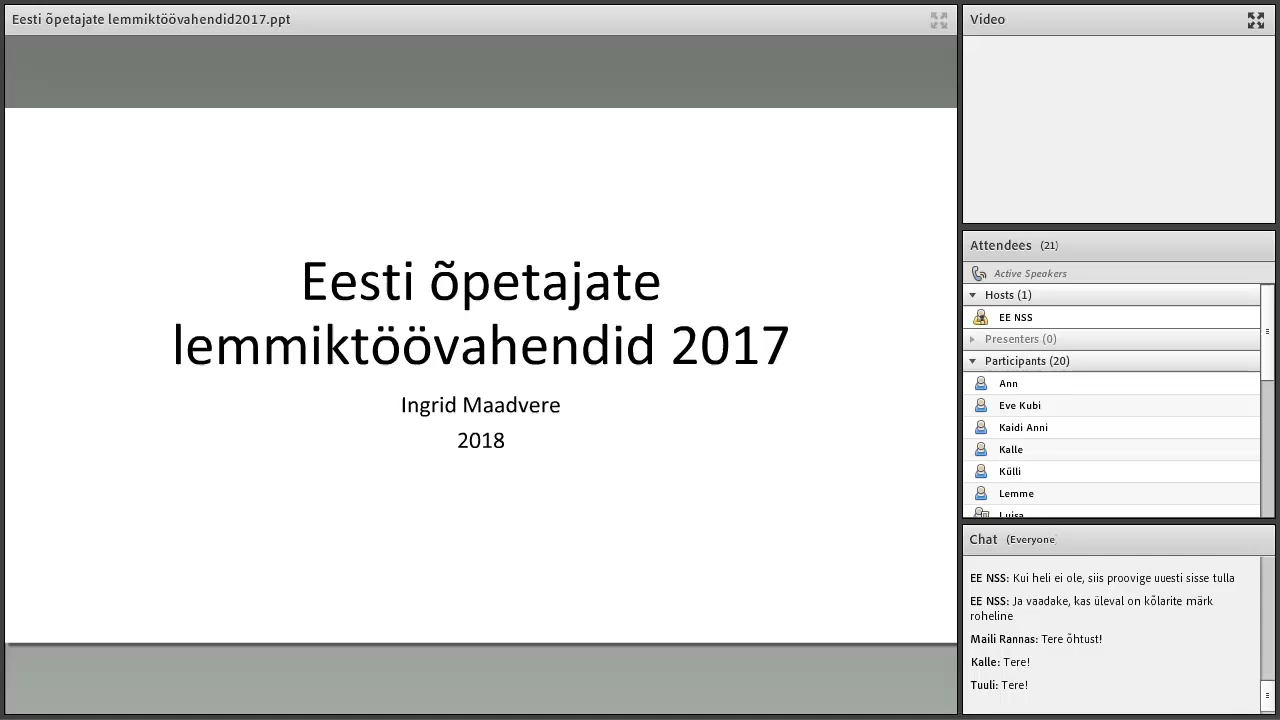 Eesti õpetajate lemmiktöövahendid2017.ppt
Eesti õpetajate
lemmiktöövahendid 2017
Ingrid Maadvere
2018
Video
Attendees (21)
Active Speakers
Hosts (1)
EE NSS
Presenters (0)
Participants (20)
Ann
Eve Kubi
Kaidi Anni
Kalle
Külli
Lemme
Luisa
Chat (Everyone
EE NSS: Kui heli ei ole, siis proovige uuesti sisse tulla
EE NSS: Ja vaadake, kas üleval on kõlarite märk
roheline
Maili Rannas: Tere õhtust!
Kalle: Tere!
Tuuli: Tere!